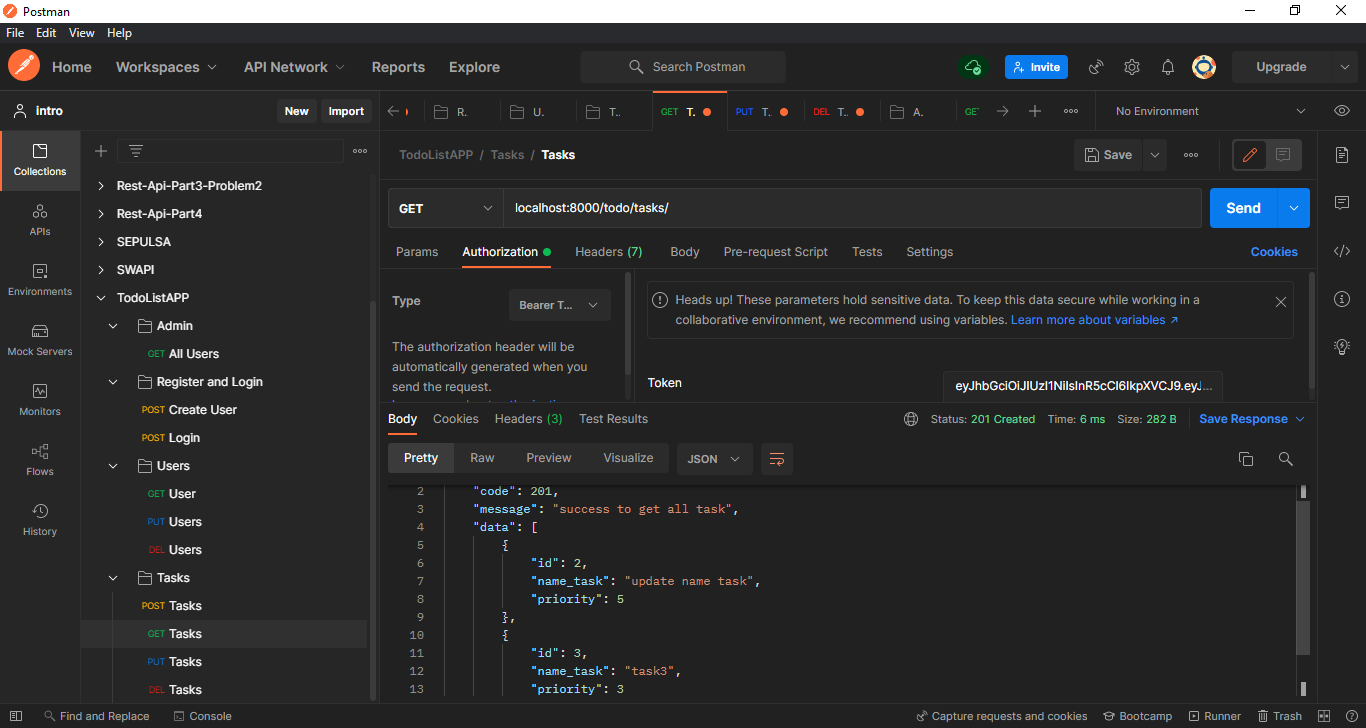 Postman
File Edit View Help
Home Workspaces API Network Reports Explore Search Postman Invite Upgrade
intro New Import R. U. T.. GET T. PUT T. DEL T.. A. GE No Environment
Collections
APIs
Environments
Mock Servers
Monitors
Flows
History
Rest-Api-Part3-Problem2
Rest-Api-Part4
SEPULSA
SWAPI
TodoListAPP
Admin
GET All Users
Register and Login
POST Create User
POST Login
Users
GET User
PUT Users
DEL Users
Tasks
POST Tasks
GET Tasks
PUT Tasks
DEL Tasks
TodoListAPP / Tasks / Tasks Save
GET localhost:8000/todo/tasks/ Send
Params Authorization Headers (7) Body Pre-request Script Tests Settings Cookies
Type Bearer T...
The authorization header will be
automatically generated when you
send the request.
Heads up! These parameters hold sensitive data. To keep this data secure while working in a
collaborative environment, we recommend using variables. Learn more about variables ↗
Token
Body Cookies Headers (3) Test Results Status: 201 Created Time: 6 ms Size: 282 B Save Response
Pretty Raw Preview Visualize JSON
2 "code": 201,
3 "message": "success to get all task",
4 "data": [
5 {
6 "id": 2,
7 "name_task": "update name task",
8 "priority": 5
9 },
10 {
11 "id": 3,
12 "name_task": "task3",
13 "priority": 3
Find and Replace Console Capture requests and cookies Bootcamp Runner Trash